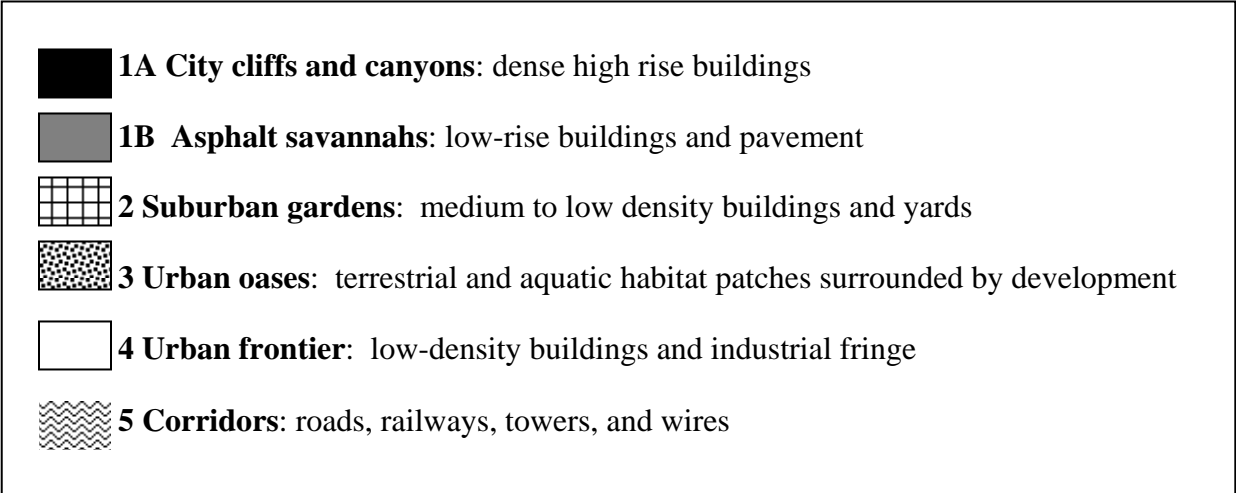 1A City cliffs and canyons: dense high rise buildings
1B Asphalt savannahs: low-rise buildings and pavement
2 Suburban gardens: medium to low density buildings and yards
3 Urban oases: terrestrial and aquatic habitat patches surrounded by development
4 Urban frontier: low-density buildings and industrial fringe
5 Corridors: roads, railways, towers, and wires